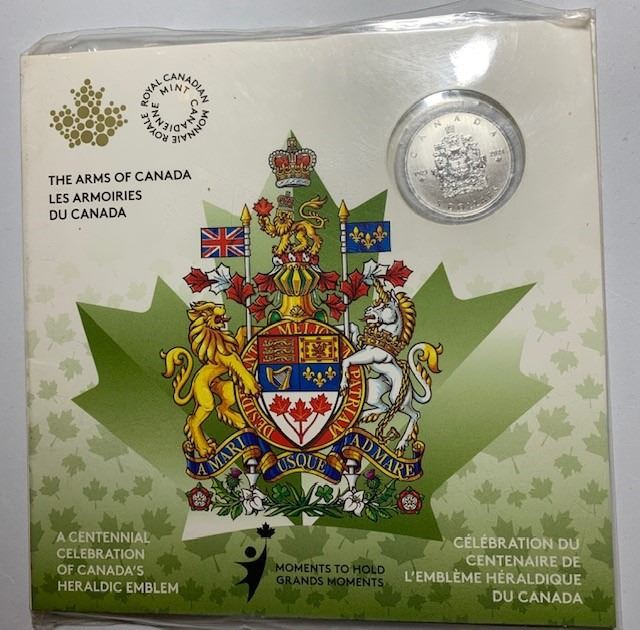 ROYAL CANADIAN MINT
MONNAIE ROYALE CANADIENNE
THE ARMS OF CANADA
LES ARMOIRIES
DU CANADA
CANADA
DESIDERANTES MELIOREM PATRIAM
A MARI USQUE AD MARE
A CENTENNIAL
CELEBRATION
OF CANADA'S
HERALDIC EMBLEM
MOMENTS TO HOLD
GRANDS MOMENTS
CÉLÉBRATION DU
CENTENAIRE DE
L'EMBLÈME HÉRALDIQUE
DU CANADA